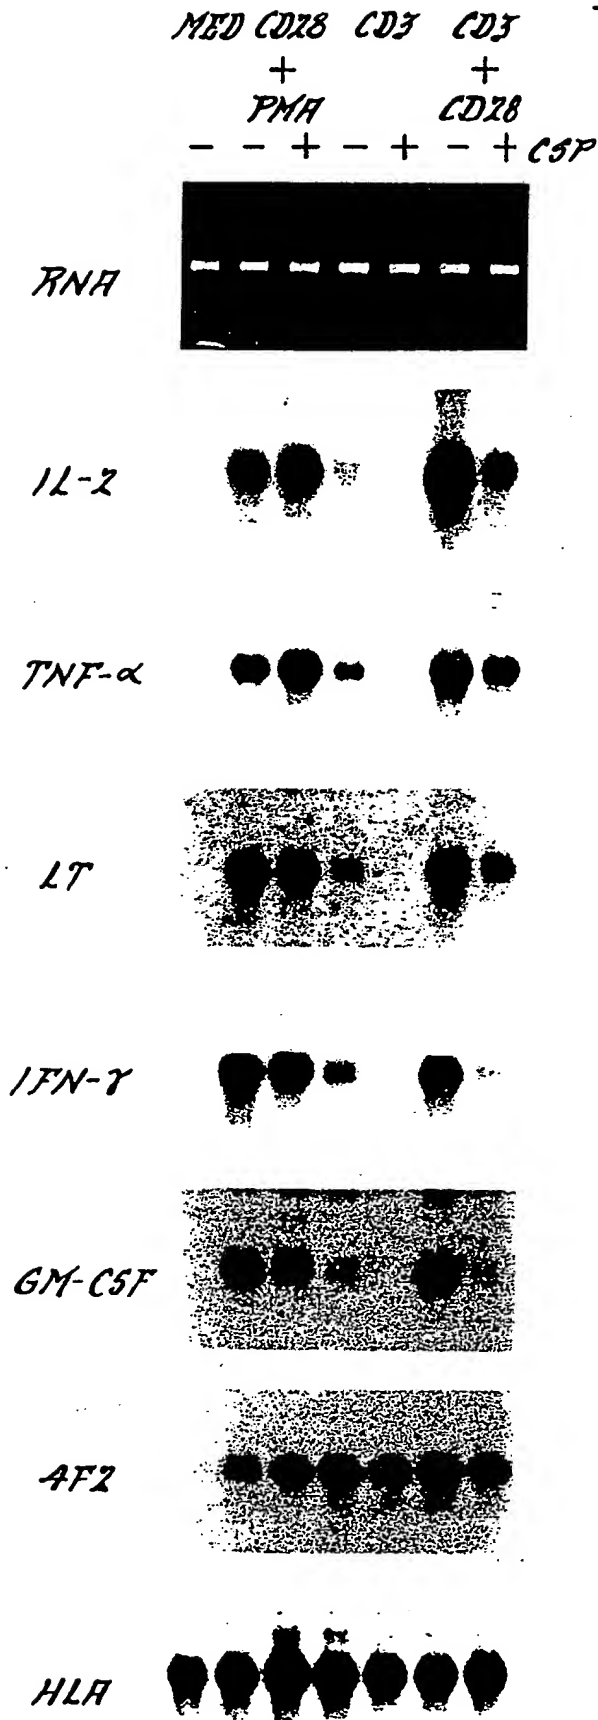 MED CD28 CD3 CD3
+ +
PMA CD28
- - + - + - + CSP
RNA
IL-2
TNF-α
LT
IFN-γ
GM-CSF
4F2
HLA